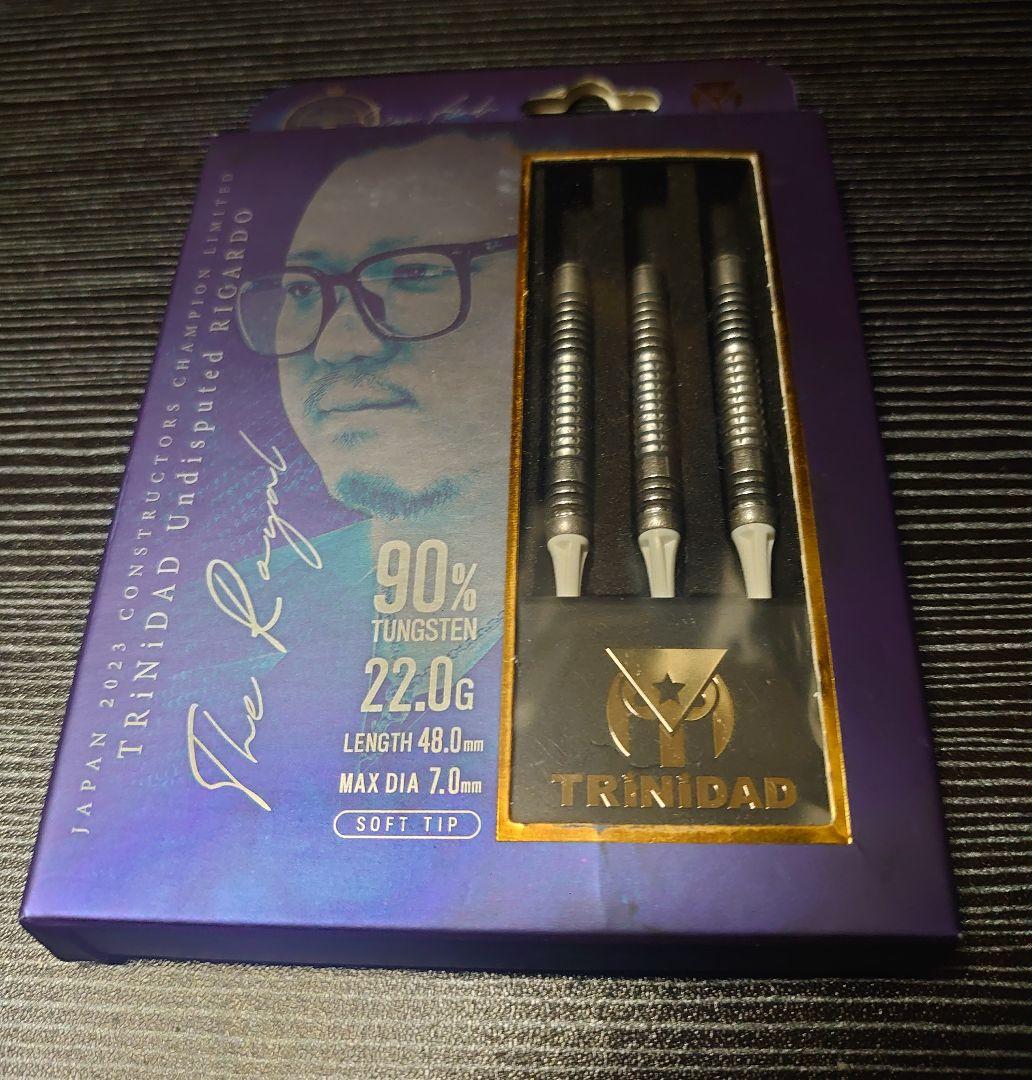 JAPAN 2023 CONSTRUCTORS CHAMPION LIMITED
TRiNiDAD Undisputed RIGARDO
The Royal
90%
TUNGSTEN
22.0G
LENGTH 48.0mm
MAX DIA 7.0mm
SOFT TIP
TRiNiDAD